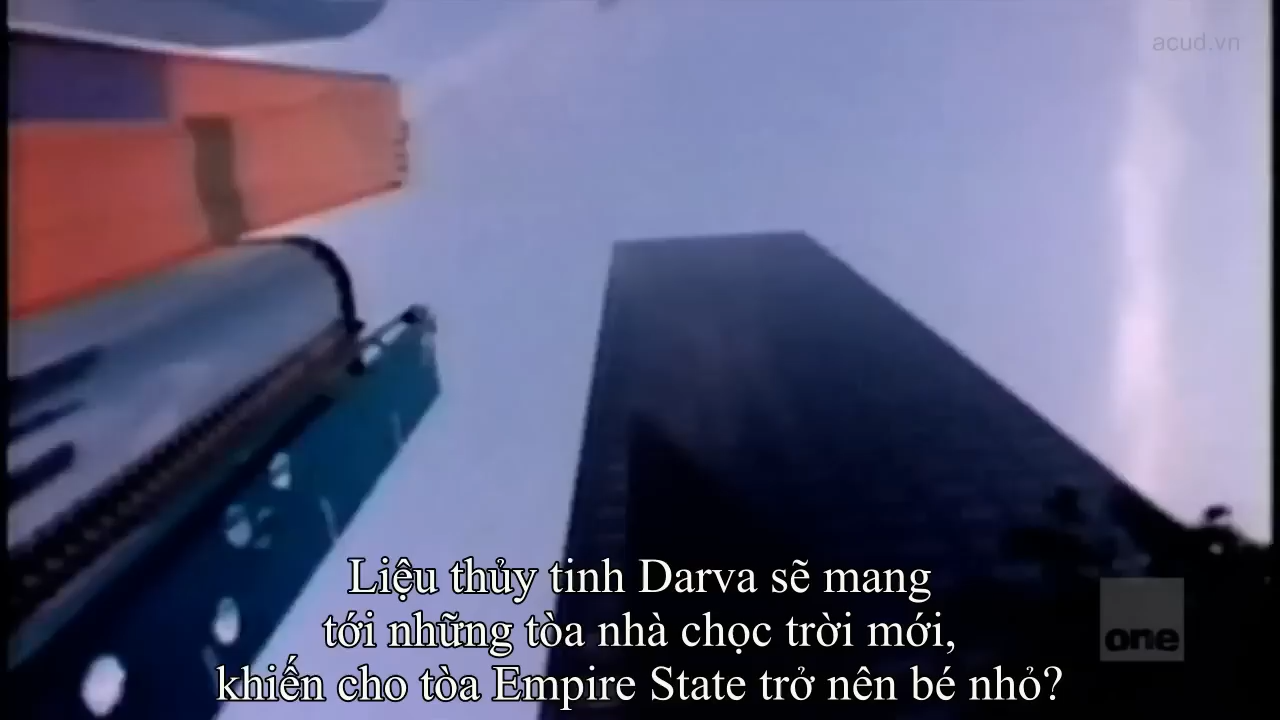 acud.vn
one
Liệu thủy tinh Darva sẽ mang
tới những tòa nhà chọc trời mới,
khiến cho tòa Empire State trở nên bé nhỏ?